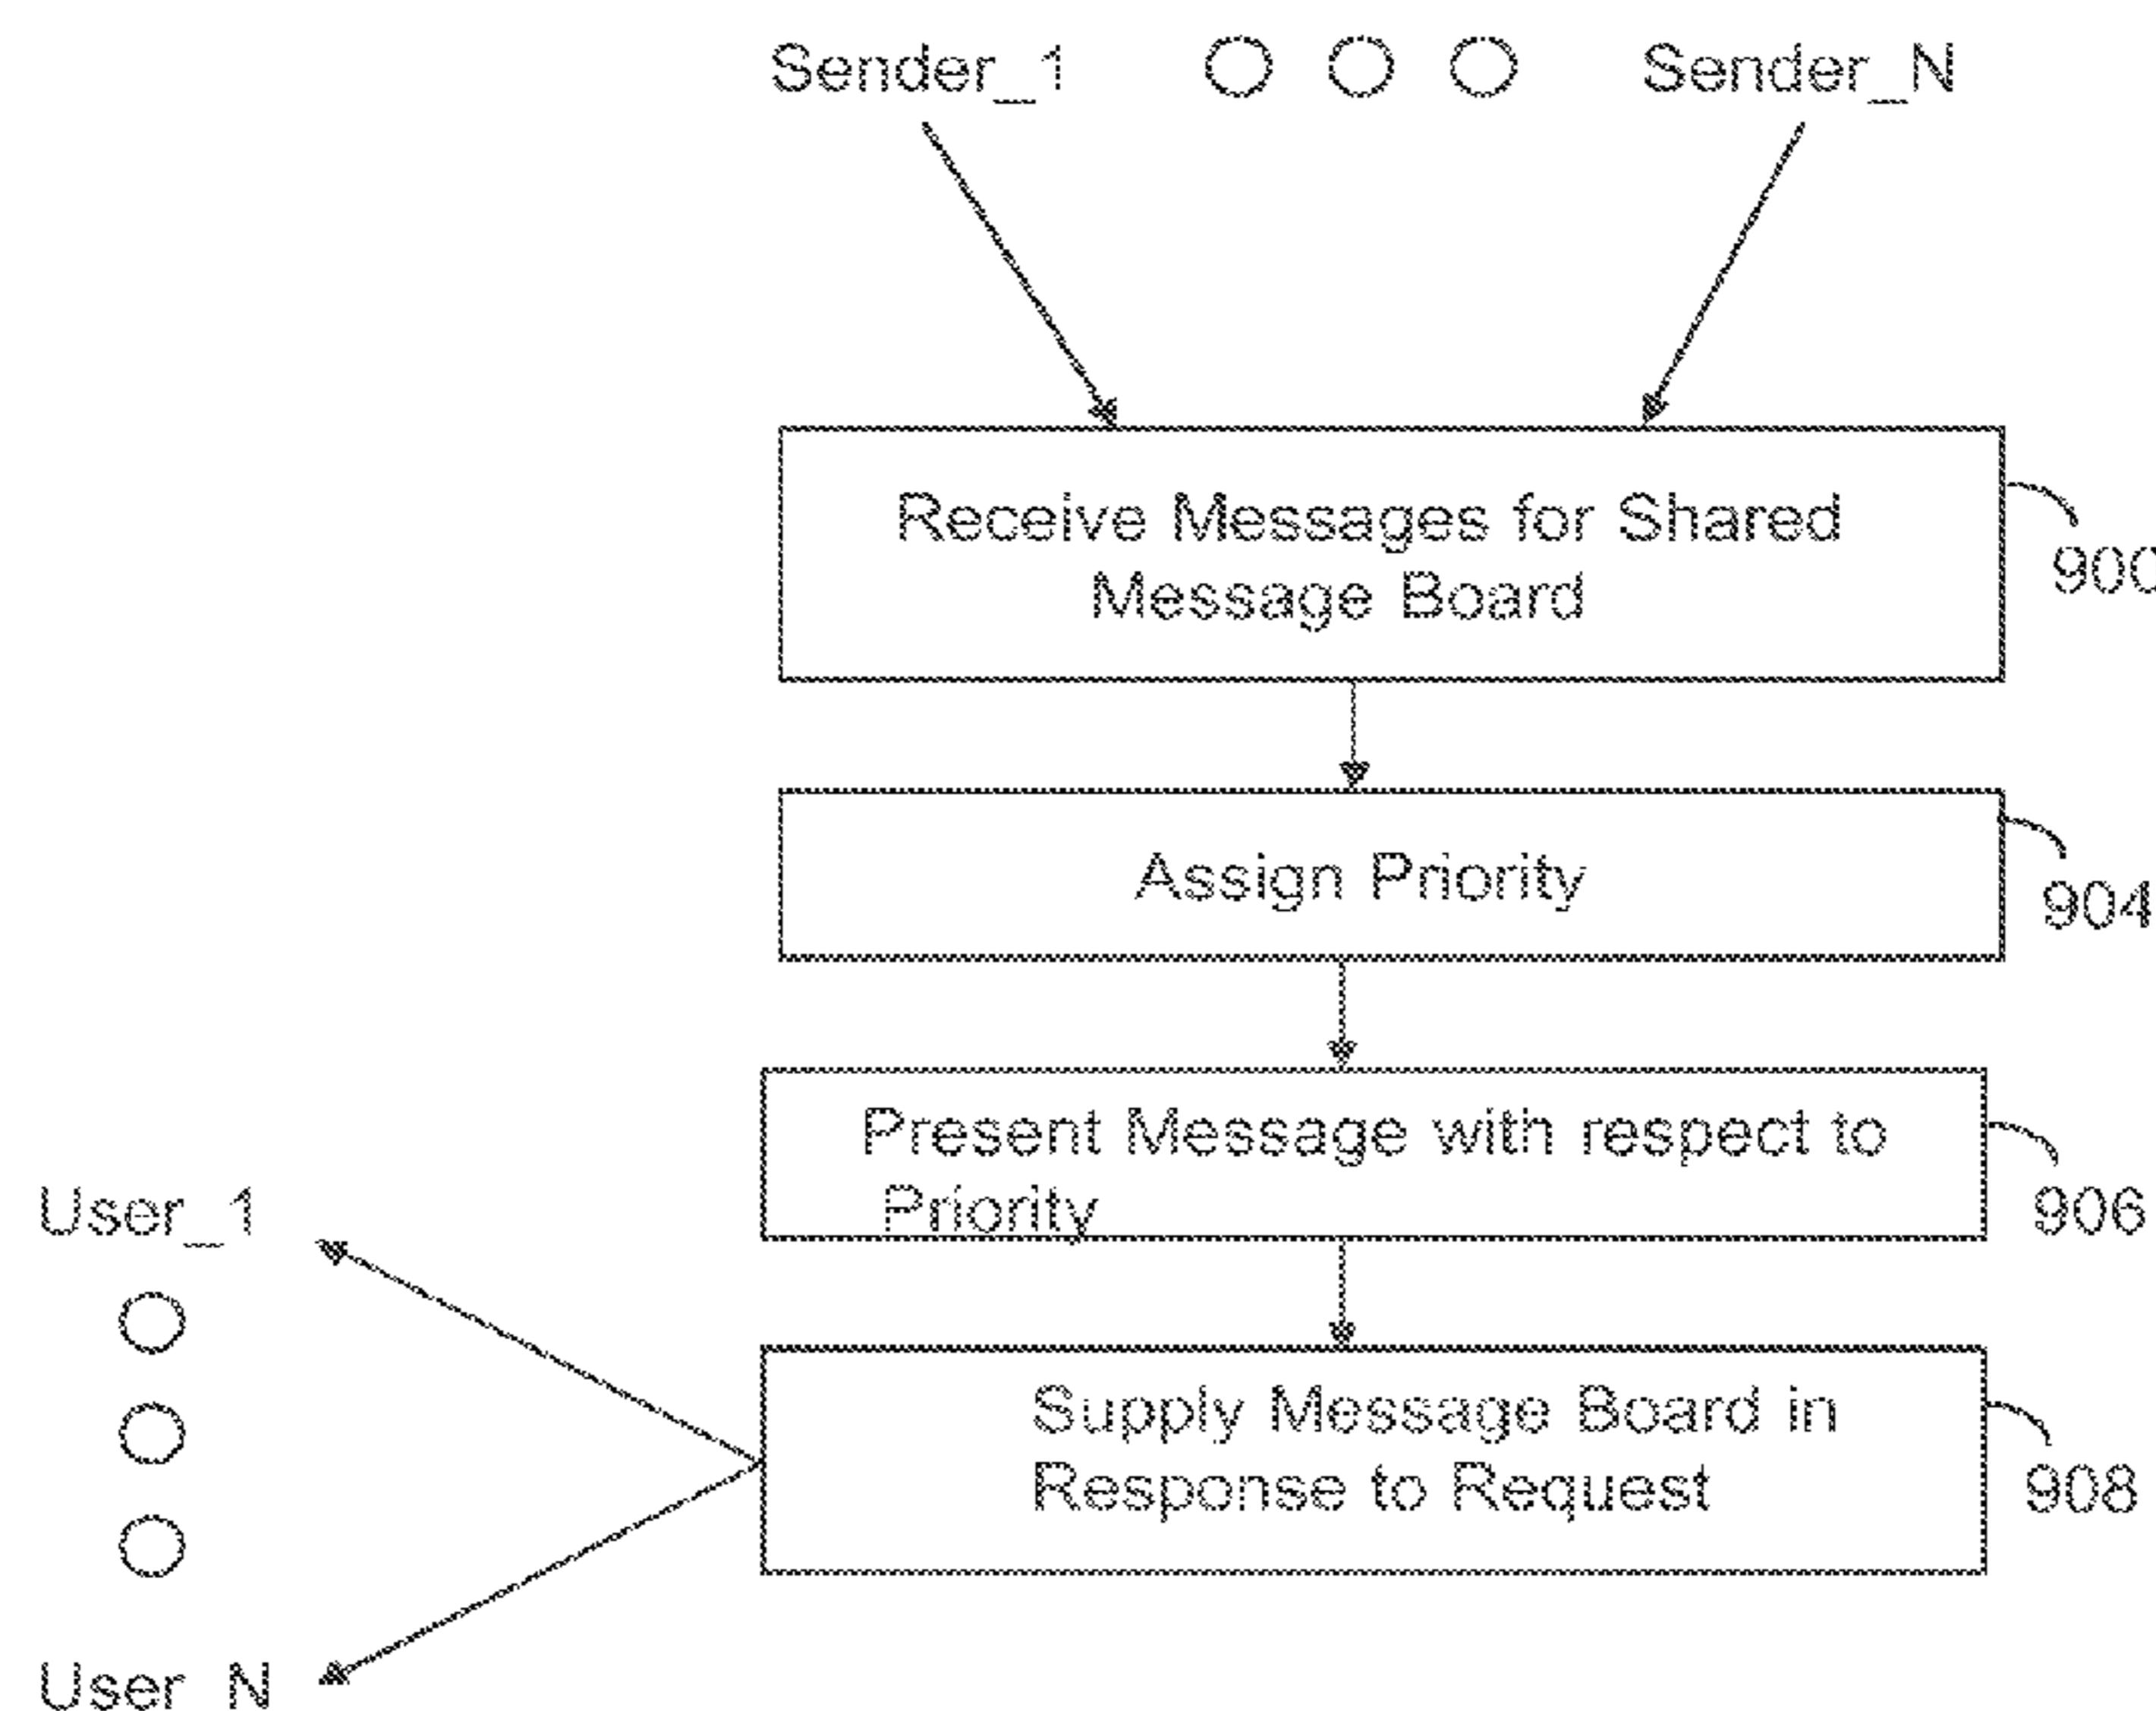 Sender_1 Sender_N
Receive Messages for Shared
Message Board
900
Assign Priority
904
Present Message with respect to
Priority
906
User_1
Supply Message Board in
Response to Request
908
User_N